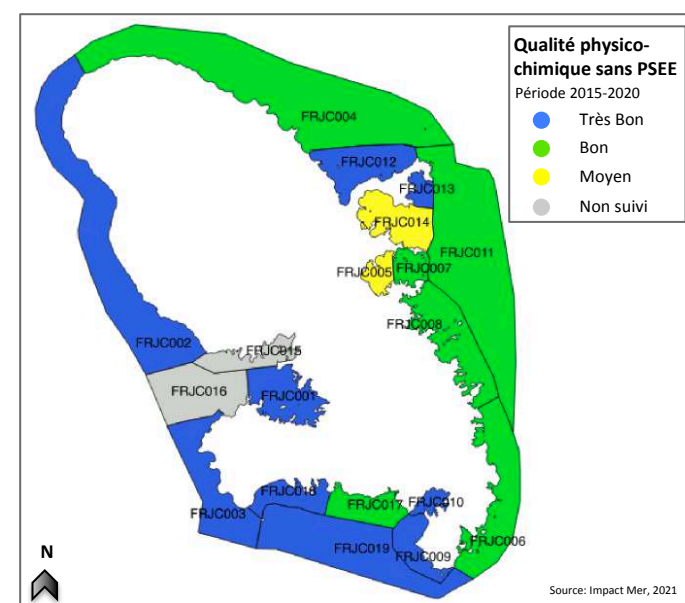 Qualité physico-
chimique sans PSEE
Période 2015-2020
Très Bon
Bon
Moyen
Non suivi
FRJC004
FRJC012
FRJC013
FRJC014
FRJC011
FRJC005
FRJC007
FRJC008
FRJC002
FRJC015
FRJC016
FRJC001
FRJC018
FRJC017
FRJC010
FRJC003
FRJC019
FRJC009
FRJC006
N
Source: Impact Mer, 2021